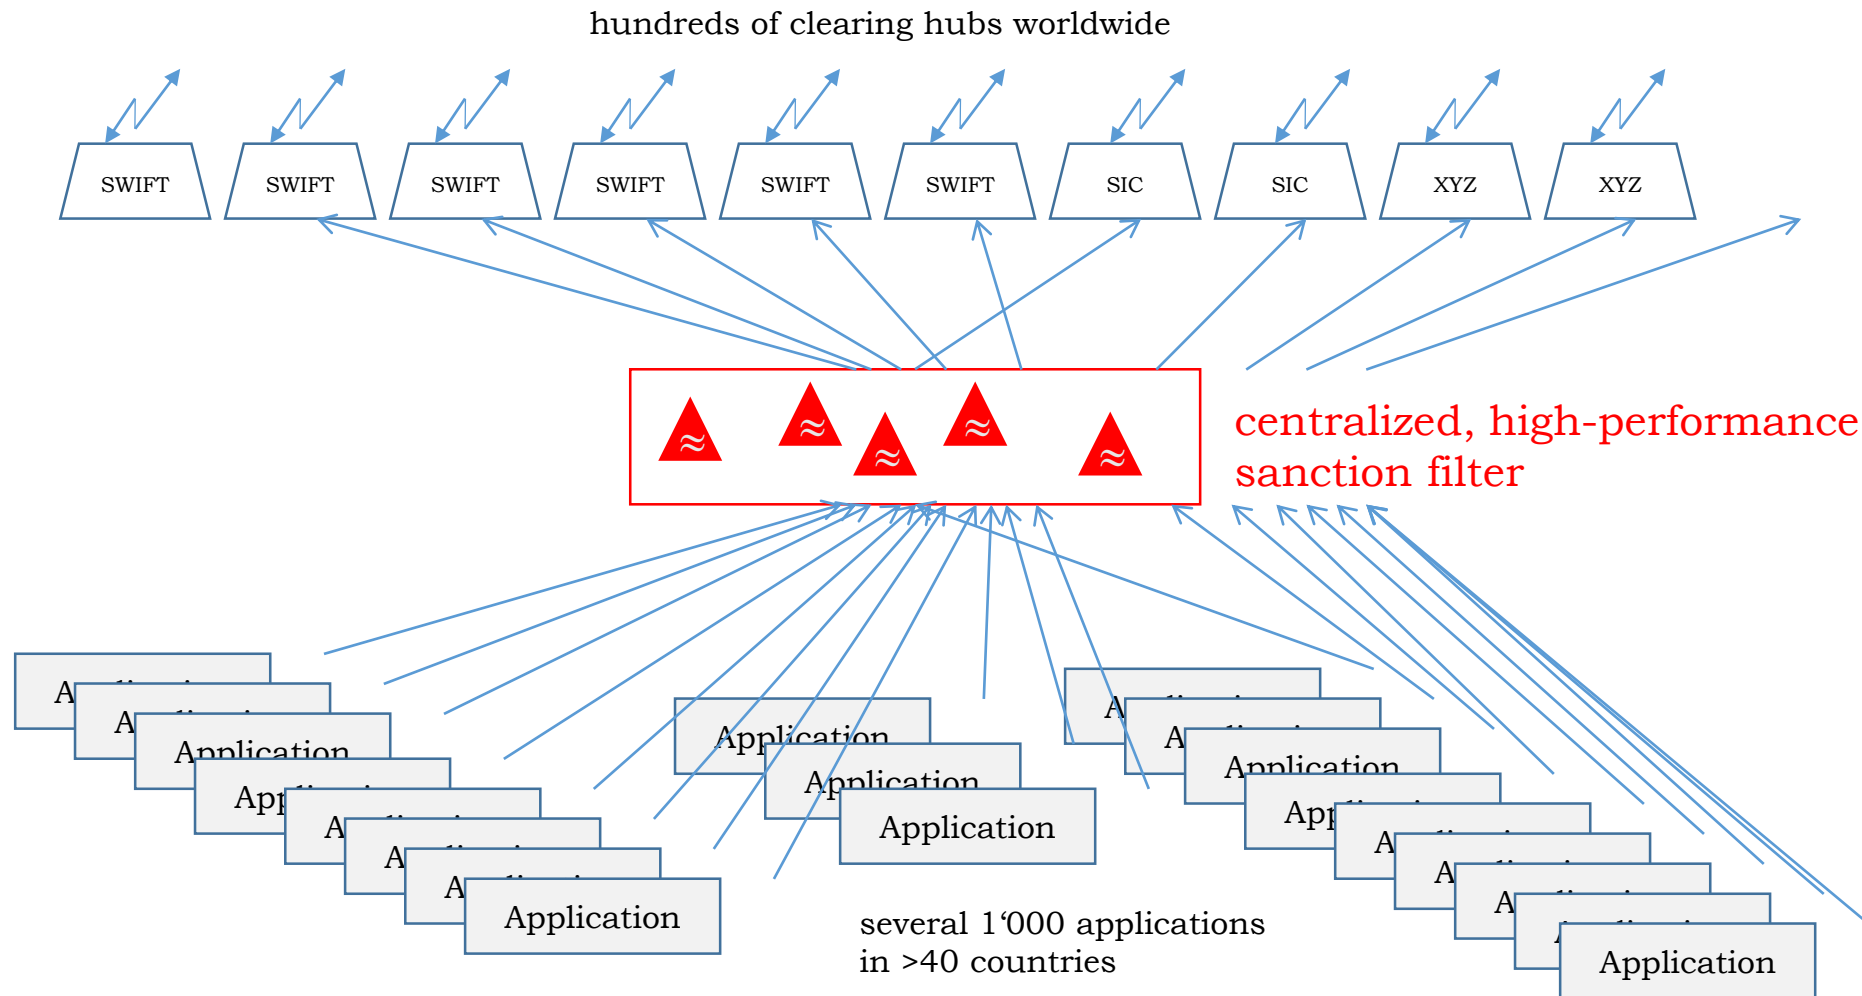 hundreds of clearing hubs worldwide
SWIFT
SWIFT
SWIFT
SWIFT
SWIFT
SWIFT
SIC
SIC
XYZ
XYZ
≈
≈
≈
≈
≈
centralized, high-performance
sanction filter
Application
Application
Application
Application
Application
Application
Application
several 1‘000 applications
in >40 countries